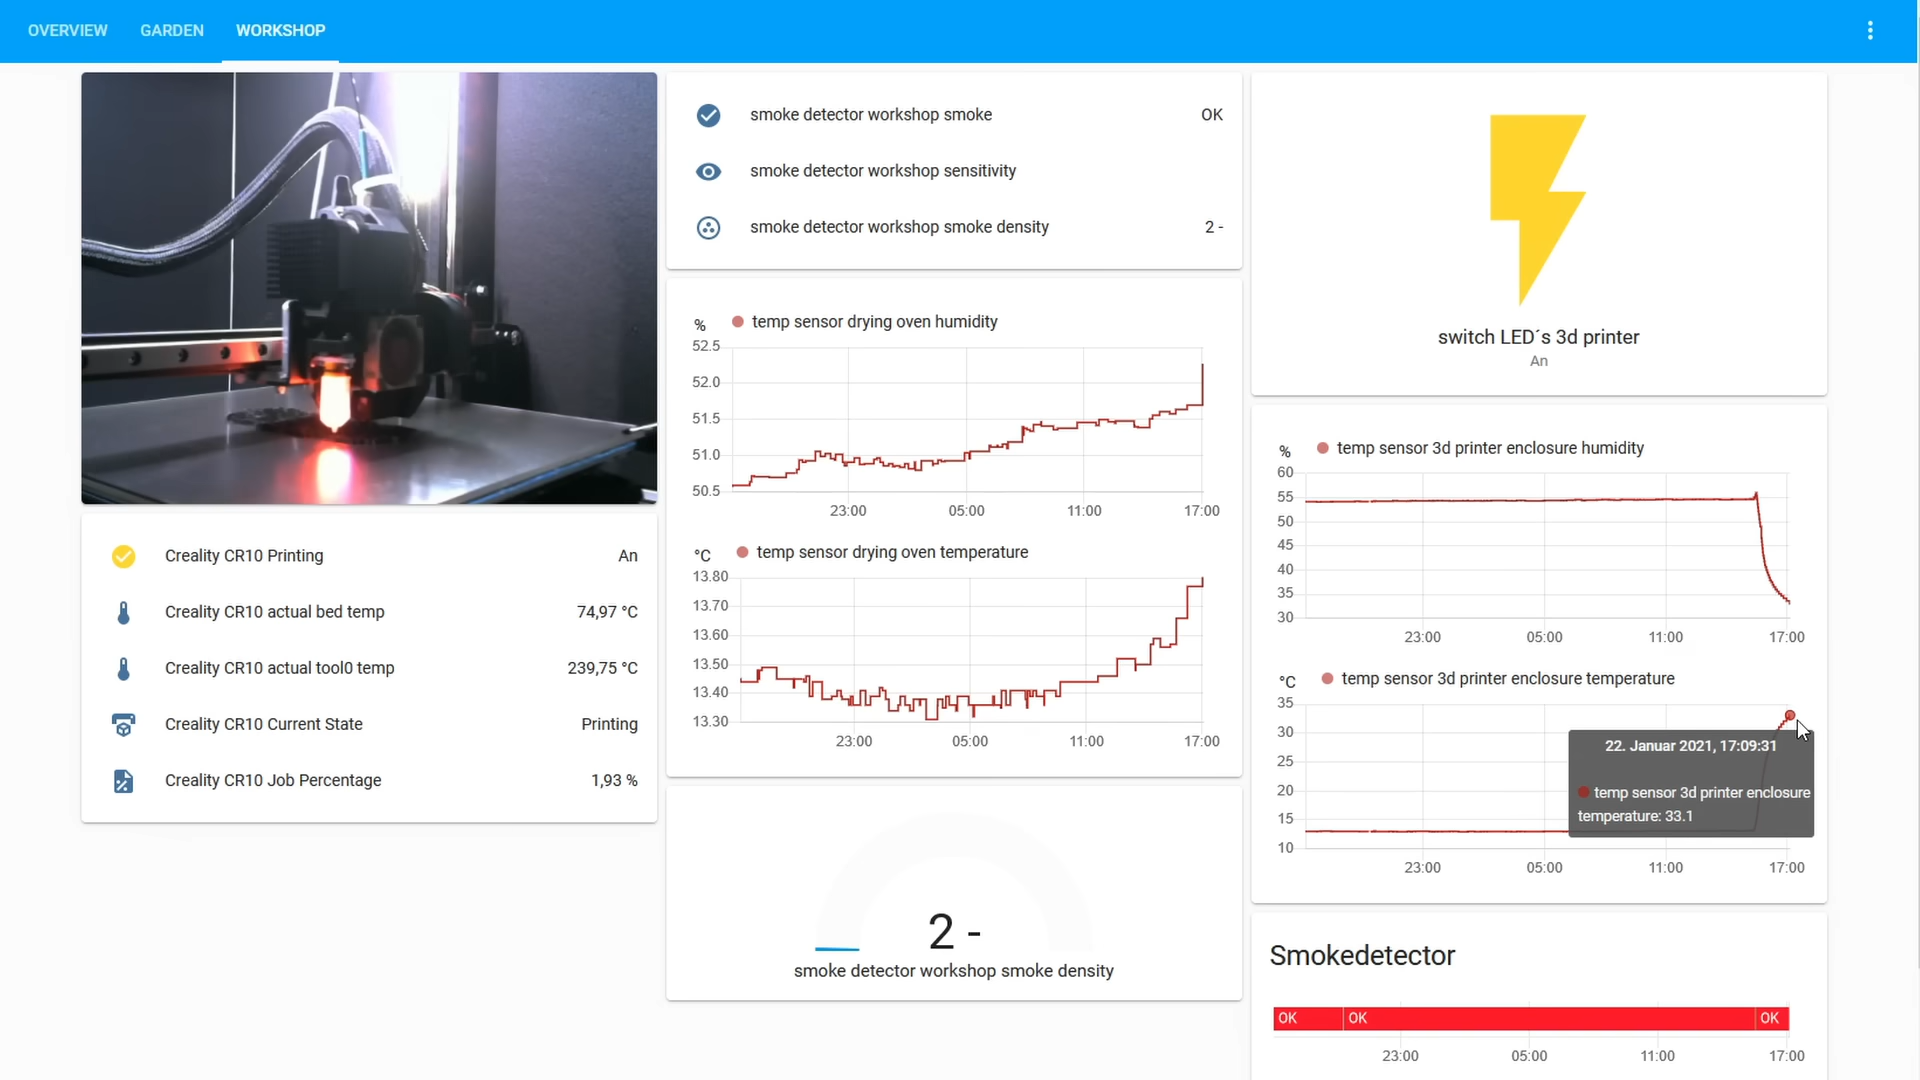 OVERVIEW GARDEN WORKSHOP
Creality CR10 Printing An
Creality CR10 actual bed temp 74,97 °C
Creality CR10 actual tool0 temp 239,75 °C
Creality CR10 Current State Printing
Creality CR10 Job Percentage 1,93 %
smoke detector workshop smoke OK
smoke detector workshop sensitivity
smoke detector workshop smoke density 2 -
% temp sensor drying oven humidity
52.5
52.0
51.5
51.0
50.5
23:00 05:00 11:00 17:00
°C temp sensor drying oven temperature
13.80
13.70
13.60
13.50
13.40
13.30
23:00 05:00 11:00 17:00
2 -
smoke detector workshop smoke density
switch LED´s 3d printer
An
% temp sensor 3d printer enclosure humidity
60
55
50
45
40
35
30
23:00 05:00 11:00 17:00
°C temp sensor 3d printer enclosure temperature
35
30
25
20
15
10
22. Januar 2021, 17:09:31
temp sensor 3d printer enclosure
temperature: 33.1
23:00 05:00 11:00 17:00
Smokedetector
OK OK OK
23:00 05:00 11:00 17:00